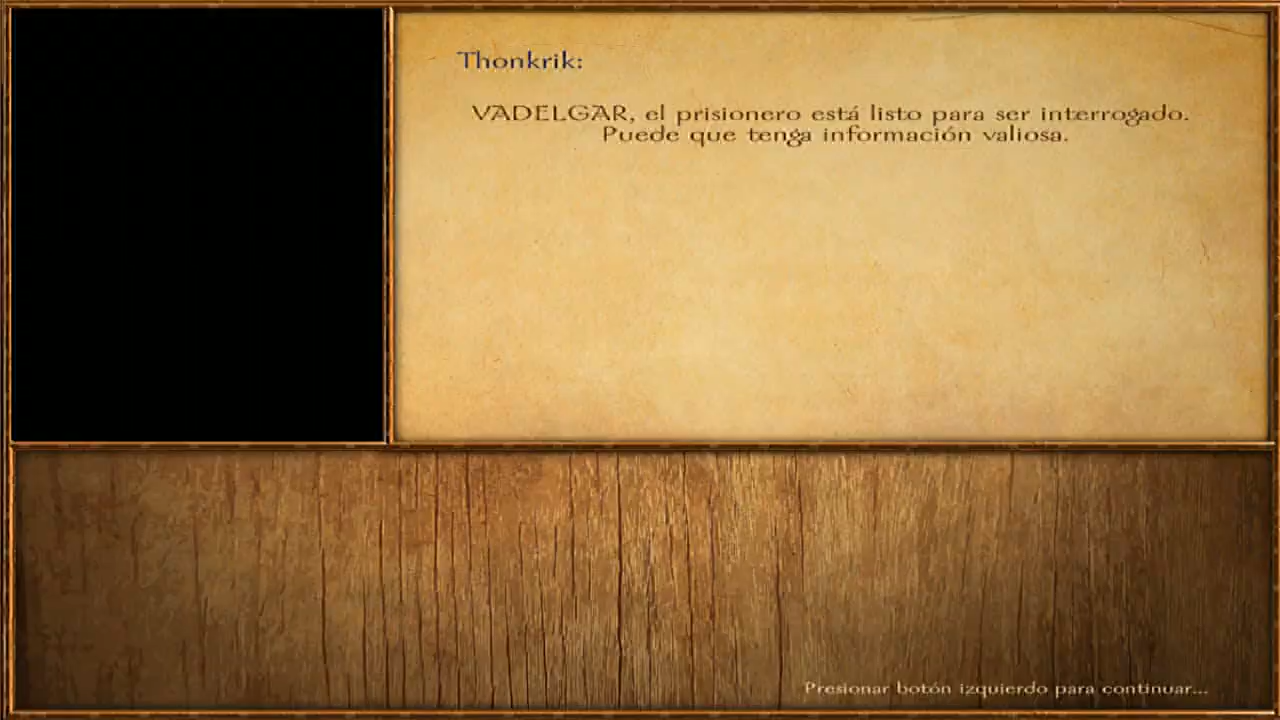 Thonkrik:
VADELGAR, el prisionero está listo para ser interrogado.
Puede que tenga información valiosa.
Presionar botón izquierdo para continuar...